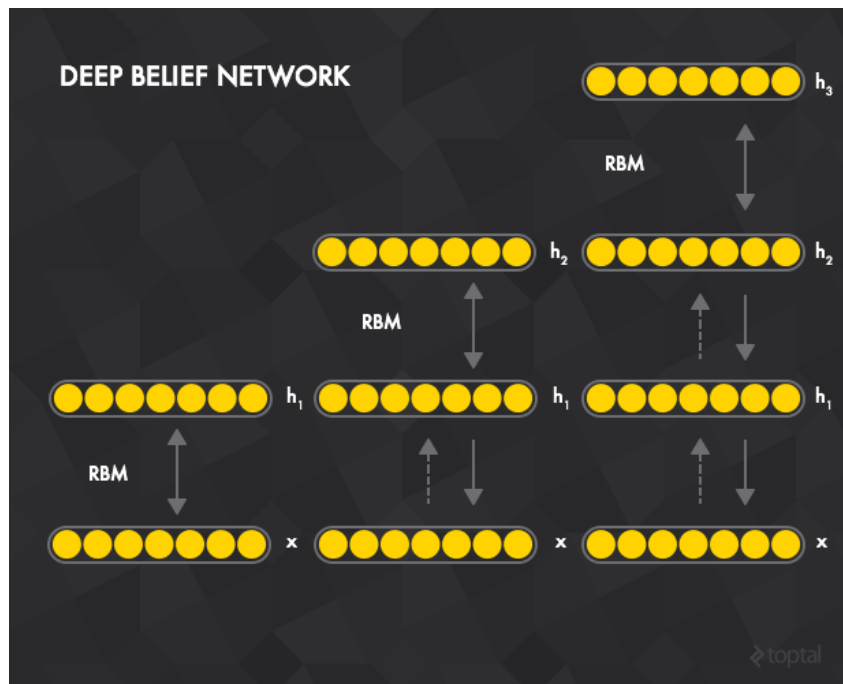 DEEP BELIEF NETWORK
h₃
RBM
h₂ h₂
RBM
h₁ h₁ h₁
RBM
x x x
toptal